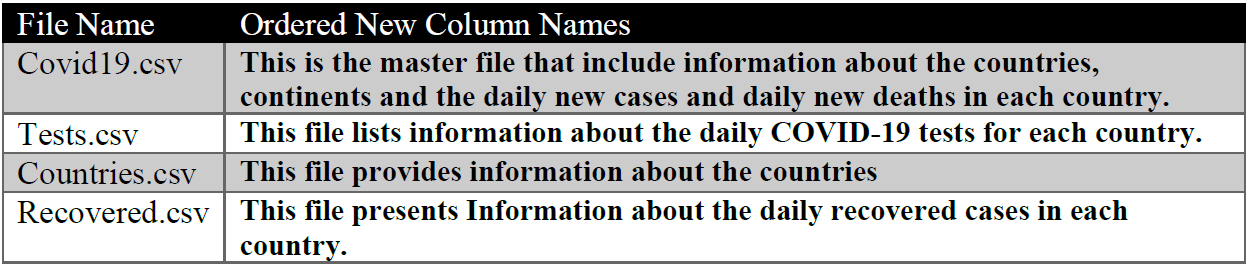 File Name Ordered New Column Names
Covid19.csv This is the master file that include information about the countries,
continents and the daily new cases and daily new deaths in each country.
Tests.csv This file lists information about the daily COVID-19 tests for each country.
Countries.csv This file provides information about the countries
Recovered.csv This file presents Information about the daily recovered cases in each
country.